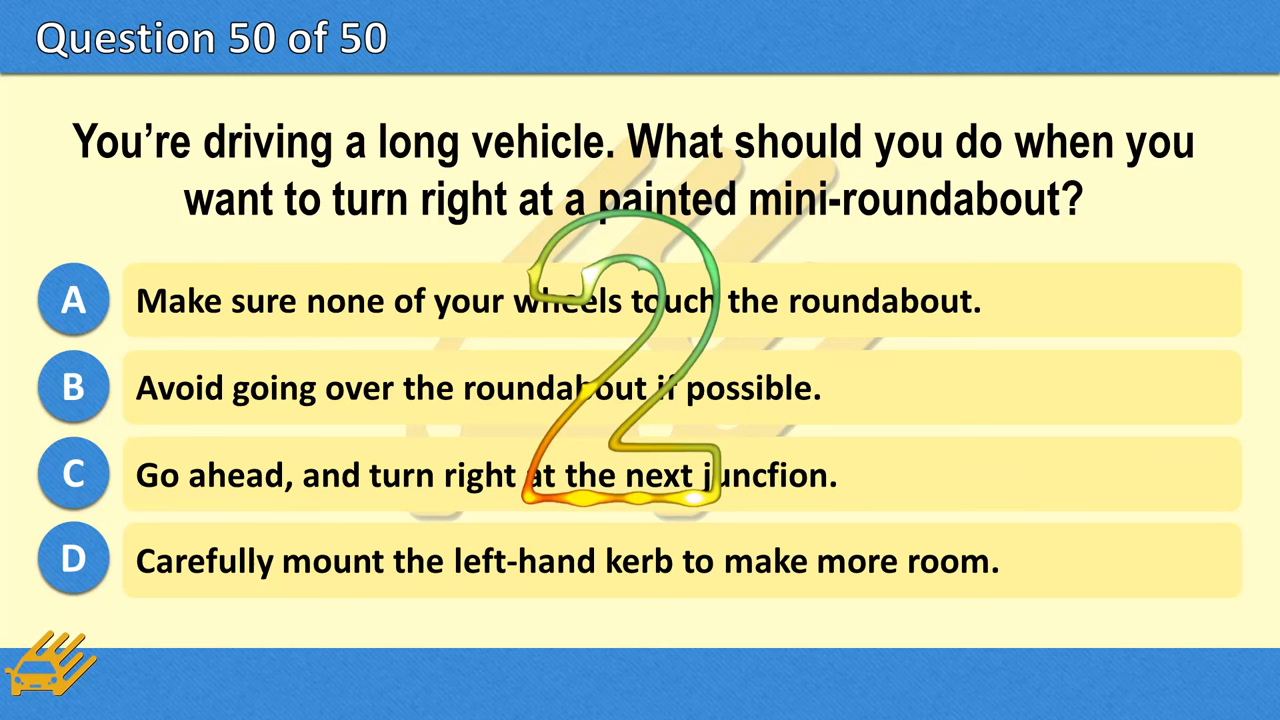 Question 50 of 50
You’re driving a long vehicle. What should you do when you
want to turn right at a painted mini-roundabout?
A Make sure none of your wheels touch the roundabout.
B Avoid going over the roundabout if possible.
C Go ahead, and turn right at the next juncfion.
D Carefully mount the left-hand kerb to make more room.
2